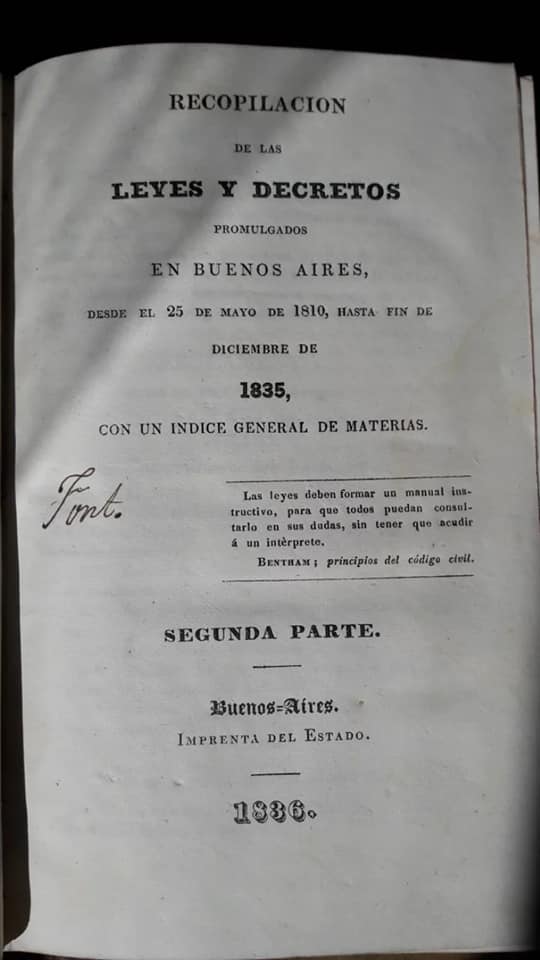 RECOPILACION
DE LAS
LEYES Y DECRETOS
PROMULGADOS
EN BUENOS AIRES,
DESDE EL 25 DE MAYO DE 1810, HASTA FIN DE
DICIEMBRE DE
1835,
CON UN INDICE GENERAL DE MATERIAS.
Font.
Las leyes deben formar un manual ins-
tructivo, para que todos puedan consul-
tarlo en sus dudas, sin tener que acudir
á un intèrprete.
BENTHAM; principios del código civil.
SEGUNDA PARTE.
Buenos=Aires.
IMPRENTA DEL ESTADO.
1836.